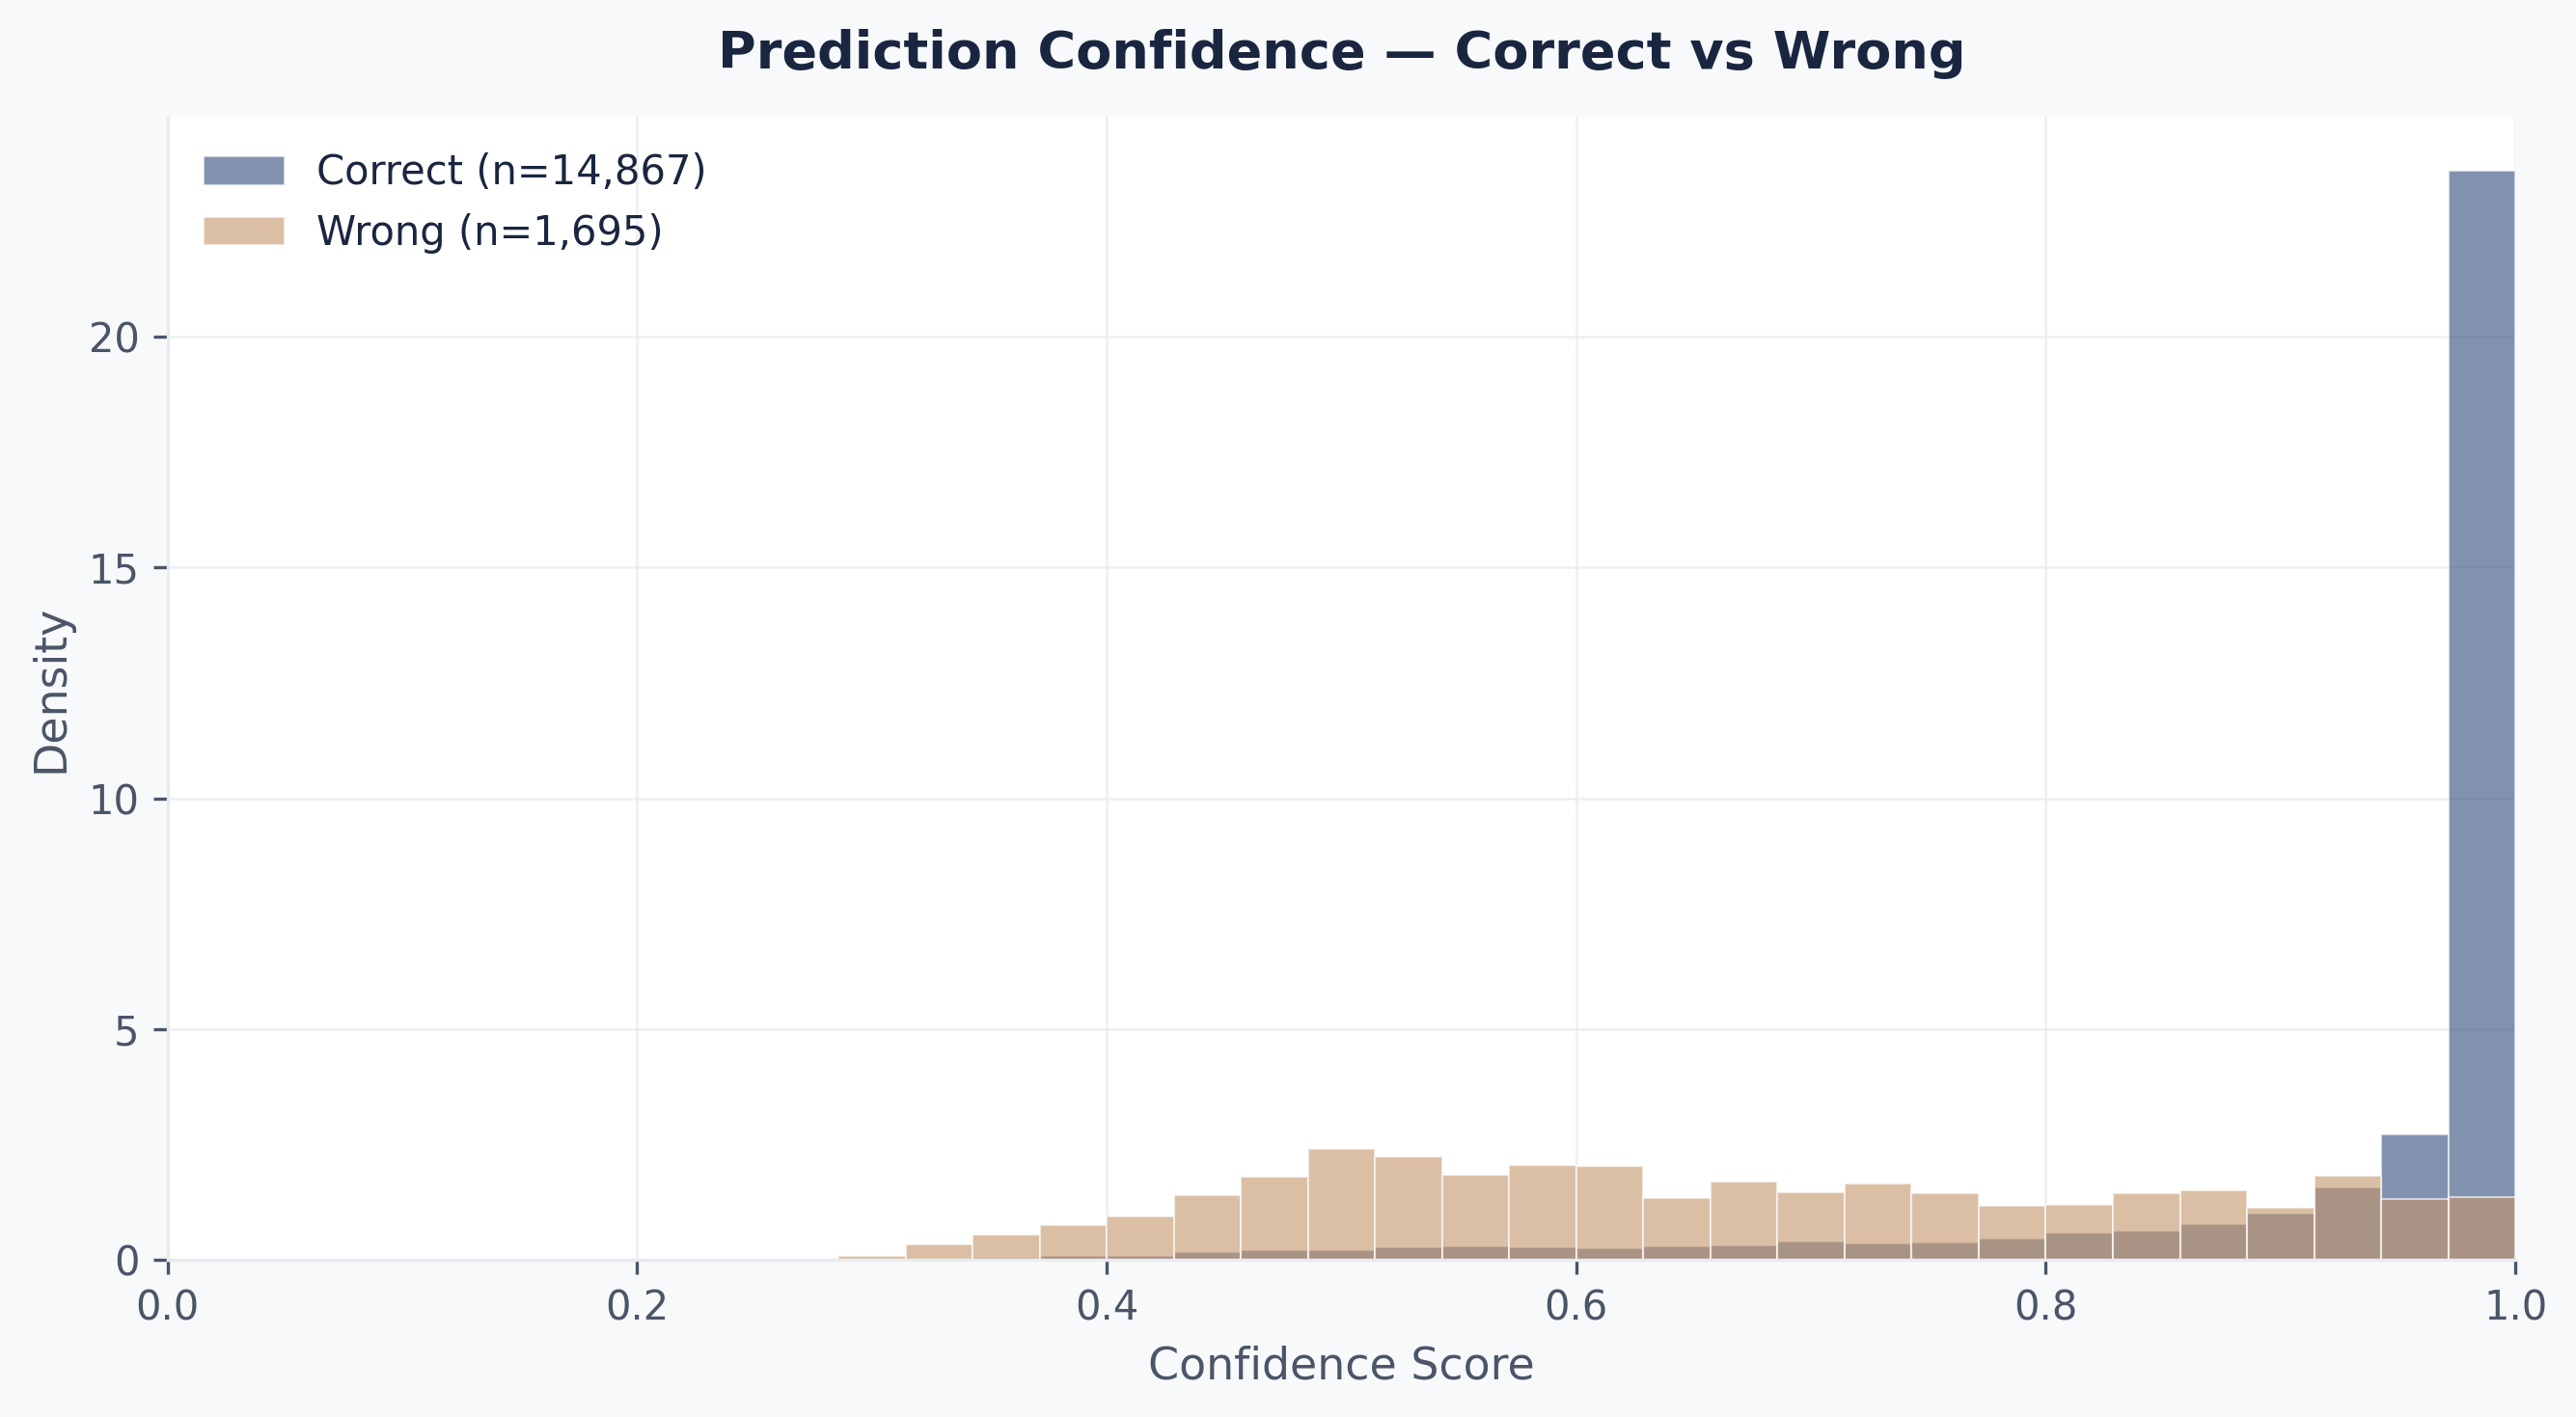 Prediction Confidence — Correct vs Wrong
Correct (n=14,867)
Wrong (n=1,695)
Density
20
15
10
5
0
0.0 0.2 0.4 0.6 0.8 1.0
Confidence Score